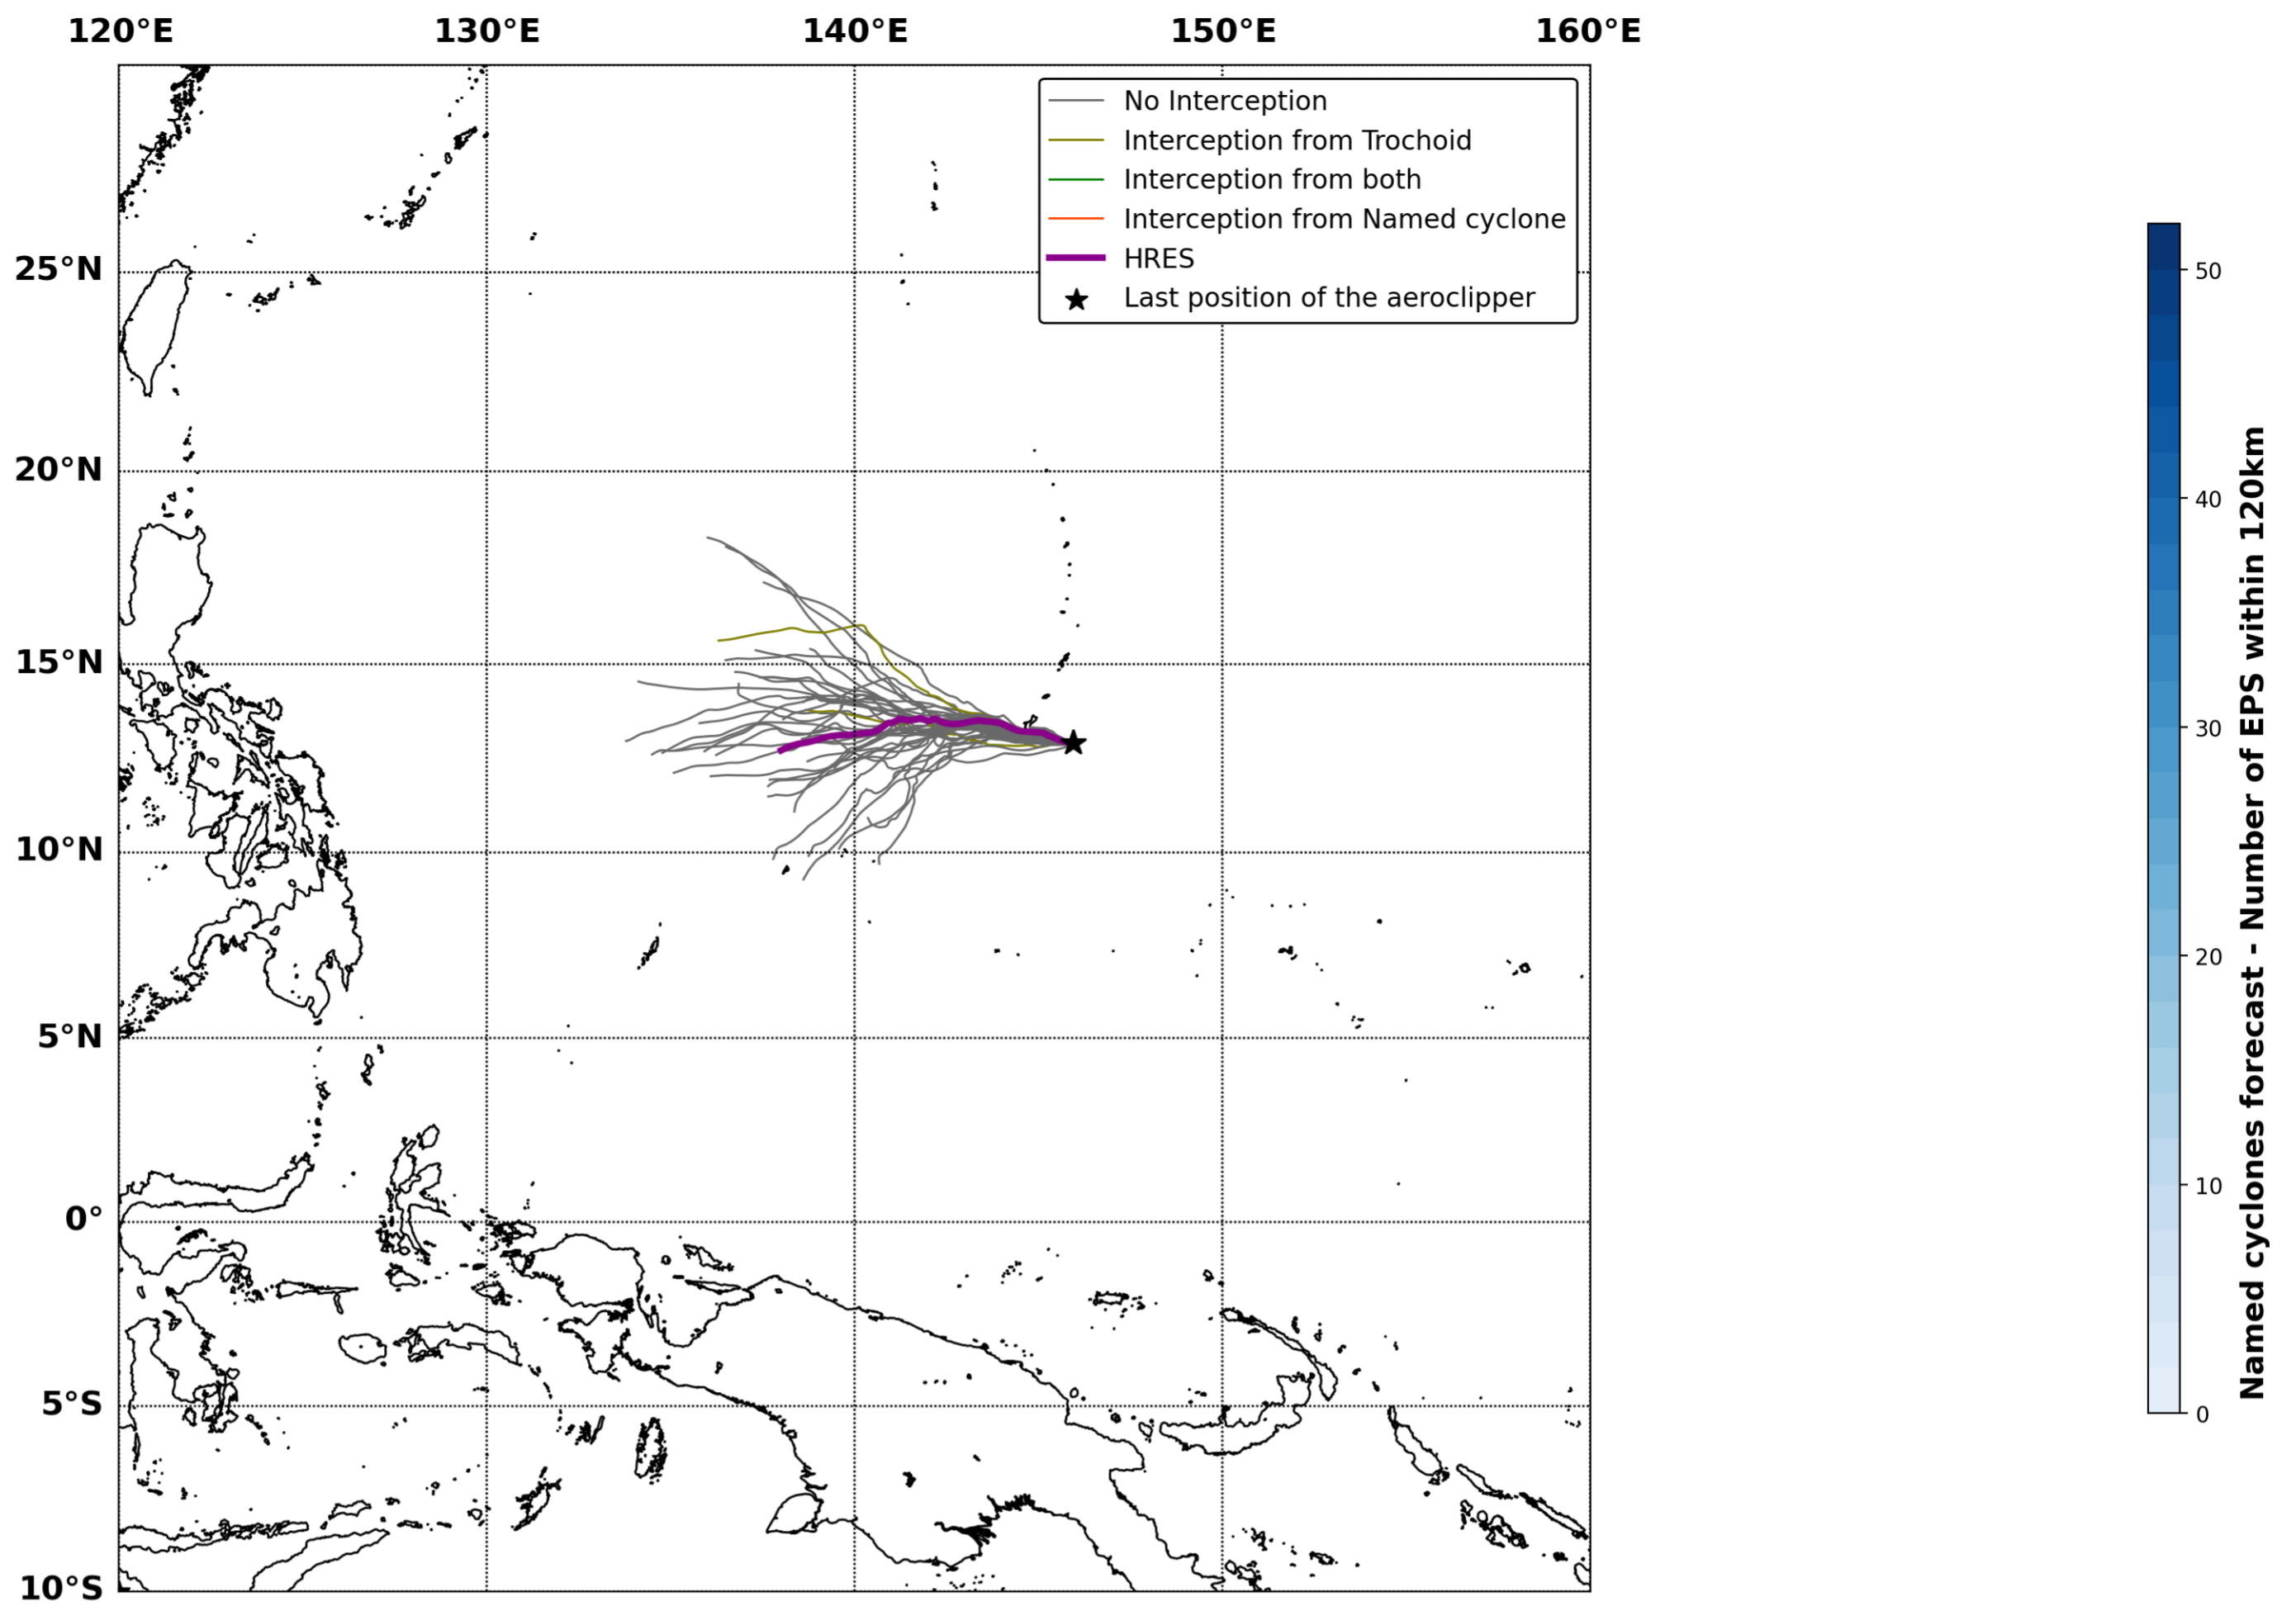 120°E 130°E 140°E 150°E 160°E
No Interception
Interception from Trochoid
Interception from both
Interception from Named cyclone
HRES
Last position of the aeroclipper
25°N
20°N
15°N
10°N
5°N
0°
5°S
10°S
50
40
30
20
10
0
Named cyclones forecast - Number of EPS within 120km